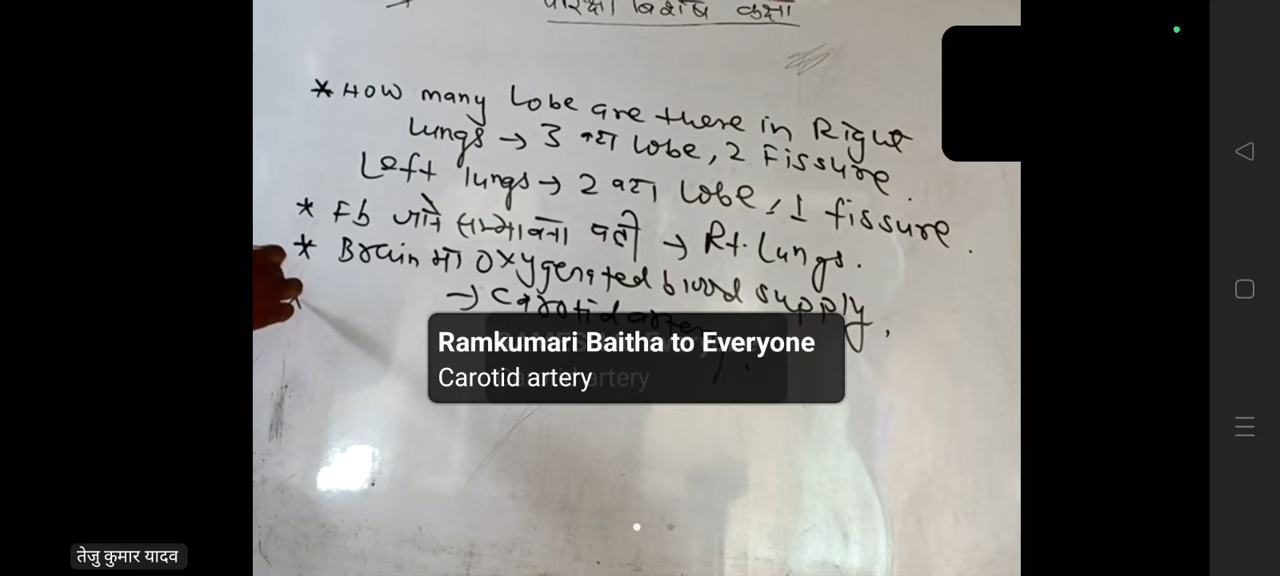 परिक्षा विशेष कक्षा
* How many Lobe are there in Right
lungs → 3 वटा lobe, 2 Fissure.
Left lungs → 2 वटा lobe, 1 fissure.
* Fb जाने सम्भावना बढी → Rt. Lungs.
* Brain मा oxygenated blood supply,
→ Carotid artery
Ramkumari Baitha to Everyone
Carotid artery
तेजु कुमार यादव